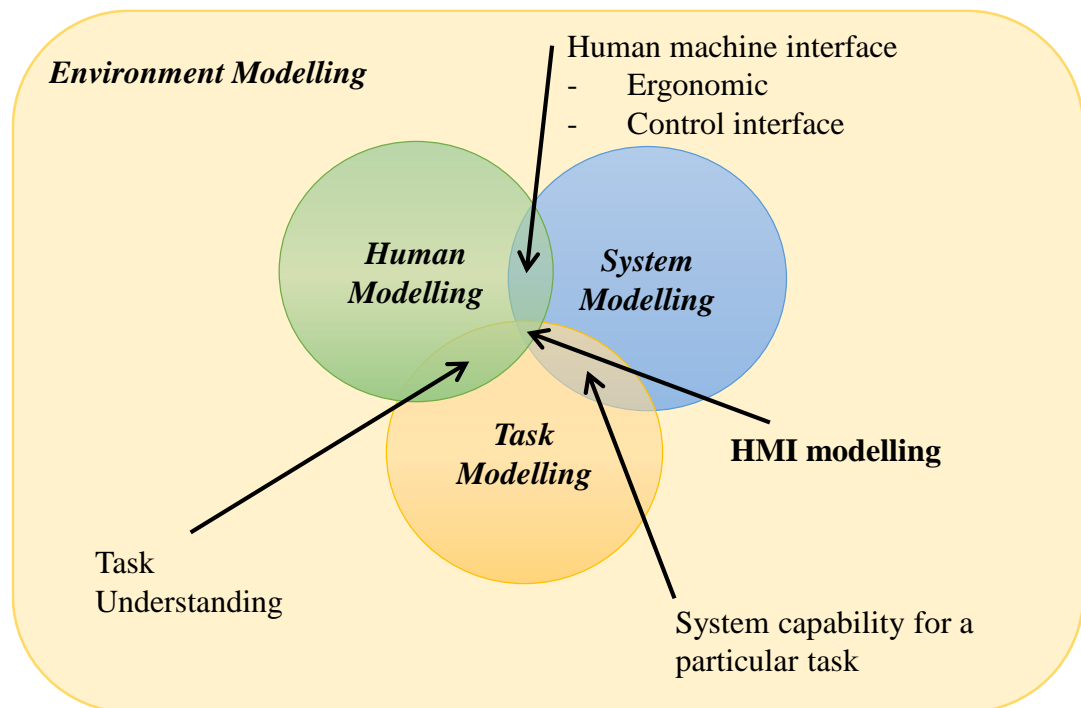 Environment Modelling
Human machine interface
- Ergonomic
- Control interface
Human
Modelling
System
Modelling
Task
Modelling
HMI modelling
Task
Understanding
System capability for a
particular task